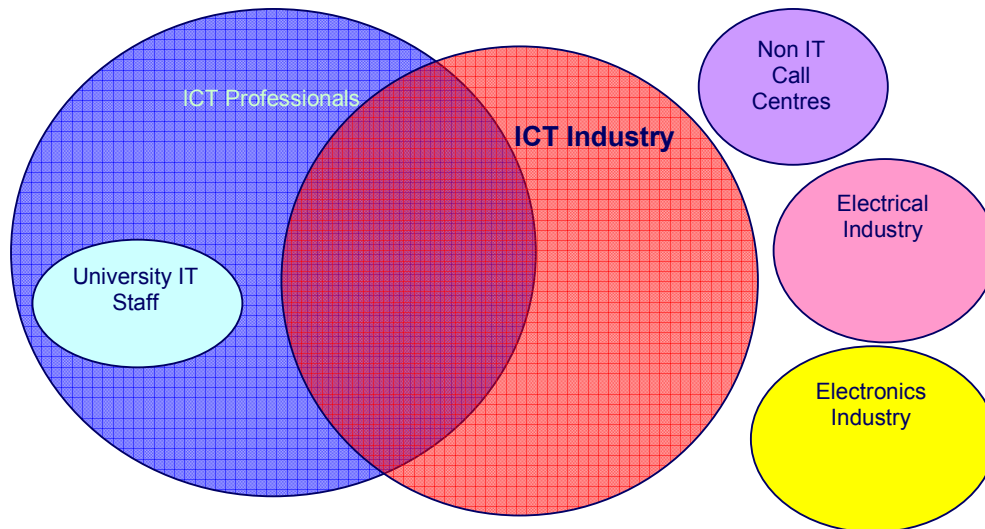 ICT Professionals
ICT Industry
University IT
Staff
Non IT
Call
Centres
Electrical
Industry
Electronics
Industry